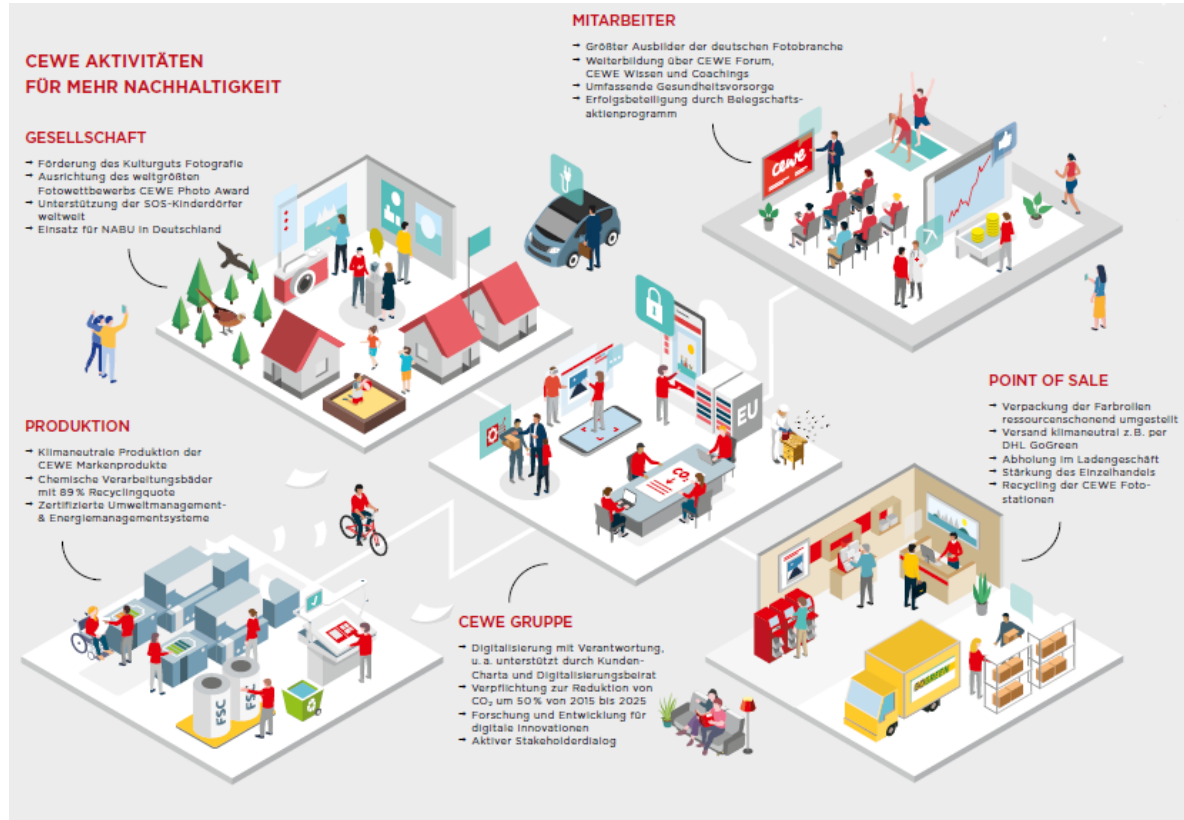 CEWE AKTIVITÄTEN
FÜR MEHR NACHHALTIGKEIT
GESELLSCHAFT
→ Förderung des Kulturguts Fotografie
→ Ausrichtung des weltgrößten
Fotowettbewerbs CEWE Photo Award
→ Unterstützung der SOS-Kinderdörfer
weltweit
→ Einsatz für NABU in Deutschland
MITARBEITER
→ Größter Ausbilder der deutschen Fotobranche
→ Weiterbildung über CEWE Forum,
CEWE Wissen und Coachings
→ Umfassende Gesundheitsvorsorge
→ Erfolgsbeteiligung durch Belegschafts-
aktienprogramm
cewe
EU
CO₂
PRODUKTION
→ Klimaneutrale Produktion der
CEWE Markenprodukte
→ Chemische Verarbeitungsbäder
mit 89 % Recyclingquote
→ Zertifizierte Umweltmanagement-
& Energiemanagementsysteme
FSC
FSC
POINT OF SALE
→ Verpackung der Farbrollen
ressourcenschonend umgestellt
→ Versand klimaneutral z.B. per
DHL GoGreen
→ Abholung im Ladengeschäft
→ Stärkung des Einzelhandels
→ Recycling der CEWE Foto-
stationen
GOGREEN
CEWE GRUPPE
→ Digitalisierung mit Verantwortung,
u. a. unterstützt durch Kunden-
Charta und Digitalisierungsbeirat
→ Verpflichtung zur Reduktion von
CO₂ um 50 % von 2015 bis 2025
→ Forschung und Entwicklung für
digitale Innovationen
→ Aktiver Stakeholderdialog